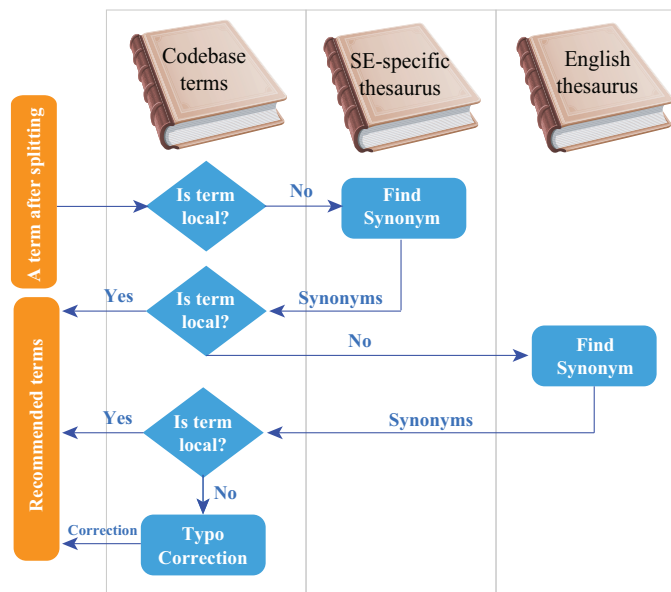 Codebase
terms
SE-specific
thesaurus
English
thesaurus
A term after splitting
Is term
local?
No
Find
Synonym
Yes
Is term
local?
Synonyms
No
Find
Synonym
Recommended terms
Yes
Is term
local?
Synonyms
No
Correction
Typo
Correction